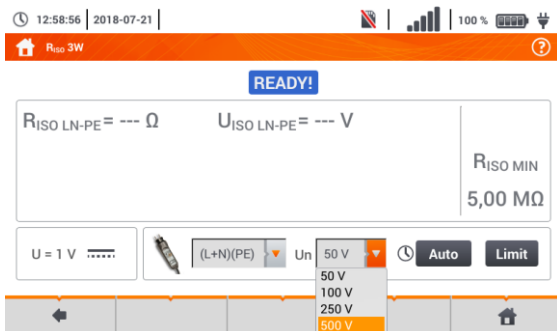 12:58:56 2018-07-21 100 %
RISO 3W ?
READY!
RISO LN-PE= --- Ω UISO LN-PE= --- V
RISO MIN
5,00 MΩ
U = 1 V (L+N)(PE) Un 50 V Auto Limit
50 V
100 V
250 V
500 V